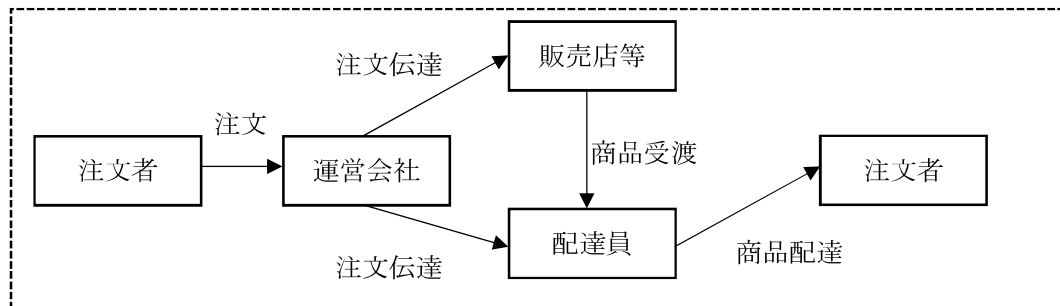 注文者
注文
運営会社
注文伝達
販売店等
商品受渡
注文伝達
配達員
商品配達
注文者